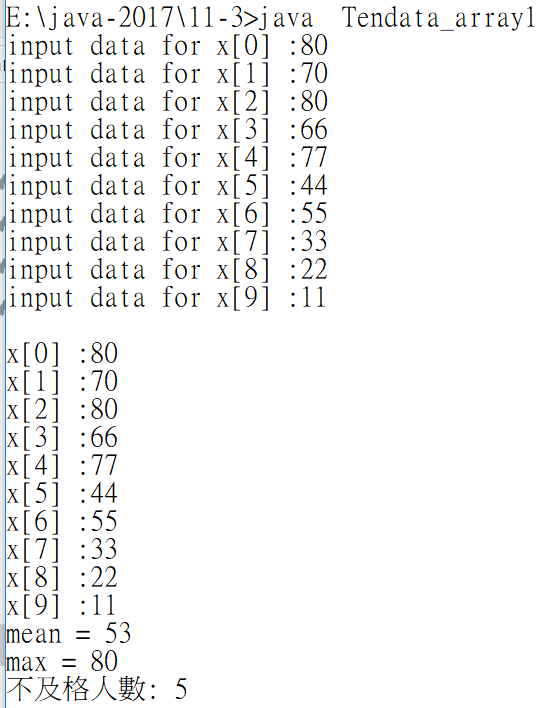 E:\java-2017\11-3>java  Tendata_array1
input data for x[0] :80
input data for x[1] :70
input data for x[2] :80
input data for x[3] :66
input data for x[4] :77
input data for x[5] :44
input data for x[6] :55
input data for x[7] :33
input data for x[8] :22
input data for x[9] :11
x[0] :80
x[1] :70
x[2] :80
x[3] :66
x[4] :77
x[5] :44
x[6] :55
x[7] :33
x[8] :22
x[9] :11
mean = 53
max = 80
不及格人數: 5